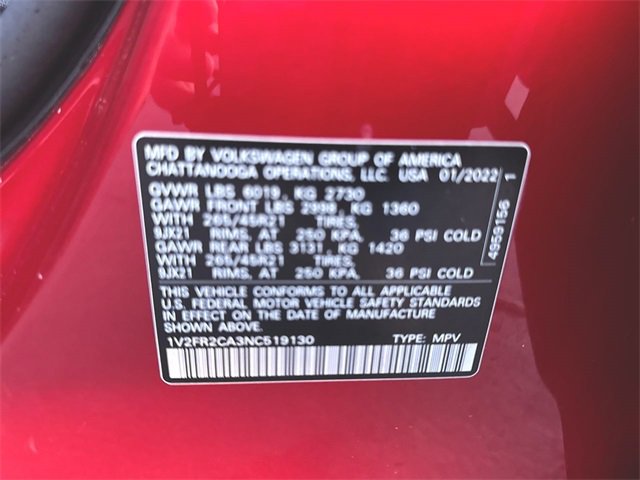 MFD BY VOLKSWAGEN GROUP OF AMERICA
CHATTANOOGA OPERATIONS, LLC USA 01/2022
GVWR LBS 6019, KG 2730
GAWR FRONT LBS 2998, KG 1360
WITH 265/45R21 TIRES,
9JX21 RIMS, AT 250 KPA, 36 PSI COLD
GAWR REAR LBS 3131, KG 1420
WITH 265/45R21 TIRES,
9JX21 RIMS, AT 250 KPA, 36 PSI COLD
THIS VEHICLE CONFORMS TO ALL APPLICABLE
U.S. FEDERAL MOTOR VEHICLE SAFETY STANDARDS
IN EFFECT ON THE DATE OF MANUFACTURE
SHOWN ABOVE.
1V2FR2CA3NC519130 TYPE: MPV
4959156 1